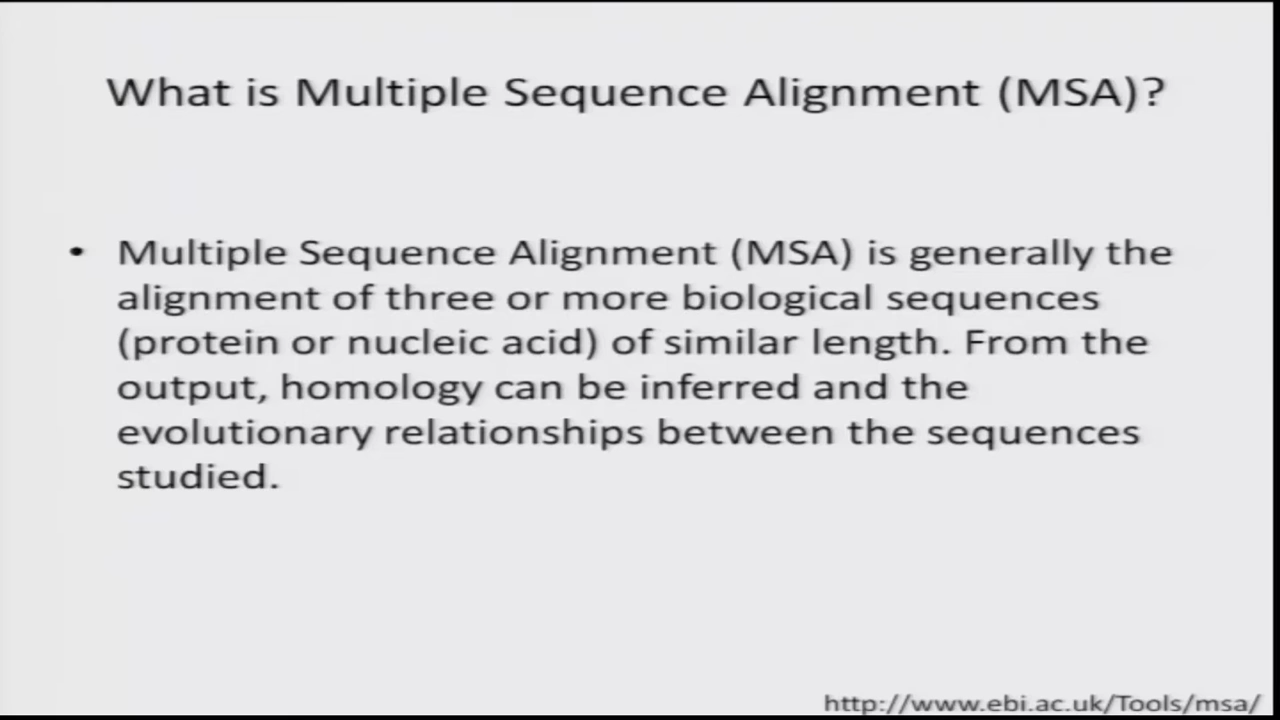 What is Multiple Sequence Alignment (MSA)?
• Multiple Sequence Alignment (MSA) is generally the
alignment of three or more biological sequences
(protein or nucleic acid) of similar length. From the
output, homology can be inferred and the
evolutionary relationships between the sequences
studied.
http://www.ebi.ac.uk/Tools/msa/